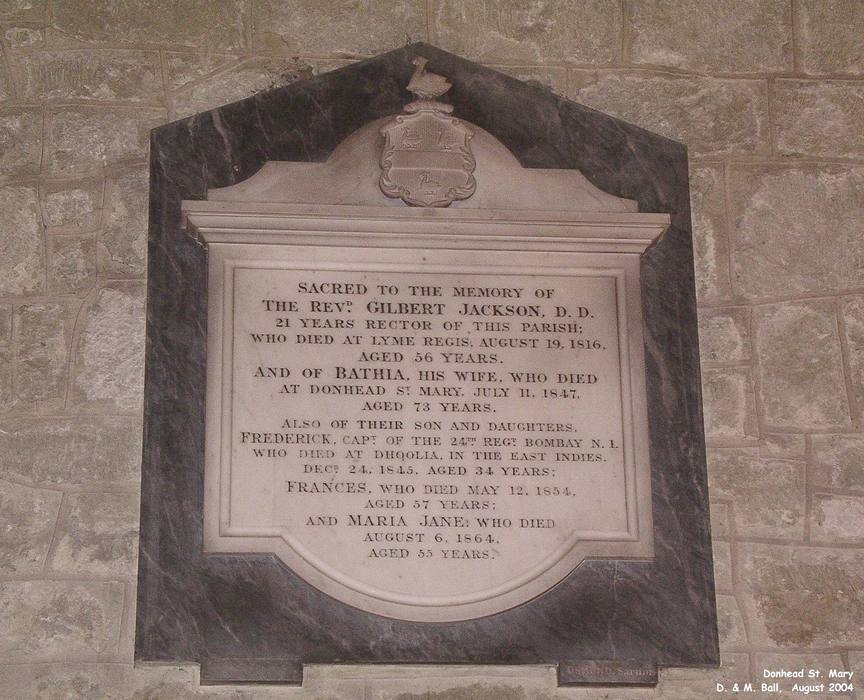 SACRED TO THE MEMORY OF
THE REVD. GILBERT JACKSON, D. D.
21 YEARS RECTOR OF THIS PARISH;
WHO DIED AT LYME REGIS, AUGUST 19, 1816,
AGED 56 YEARS.
AND OF BATHIA, HIS WIFE, WHO DIED
AT DONHEAD ST. MARY, JULY 11, 1847,
AGED 73 YEARS.
ALSO OF THEIR SON AND DAUGHTERS,
FREDERICK, CAPT. OF THE 24TH REGT. BOMBAY N. I.
WHO DIED AT DHOOLIA, IN THE EAST INDIES,
DECR. 24, 1845, AGED 34 YEARS;
FRANCES, WHO DIED MAY 12, 1854,
AGED 57 YEARS;
AND MARIA JANE; WHO DIED
AUGUST 6, 1864,
AGED 55 YEARS.
SARUM
Donhead St. Mary
D. & M. Ball, August 2004